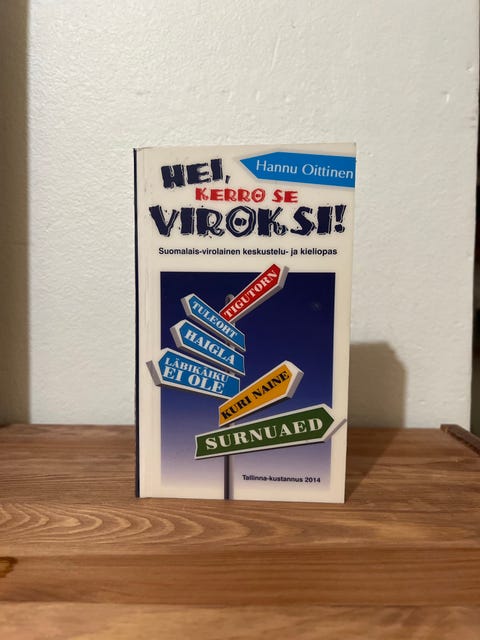 HEI,
Hannu Oittinen
KERRO SE
VIROKSI!
Suomalais-virolainen keskustelu- ja kieliopas
TIGUTORN
TULEOHT
HAIGLA
LÄBIKÄIKU
EI OLE
KURI NAINE
SURNUAED
Tallinna-kustannus 2014